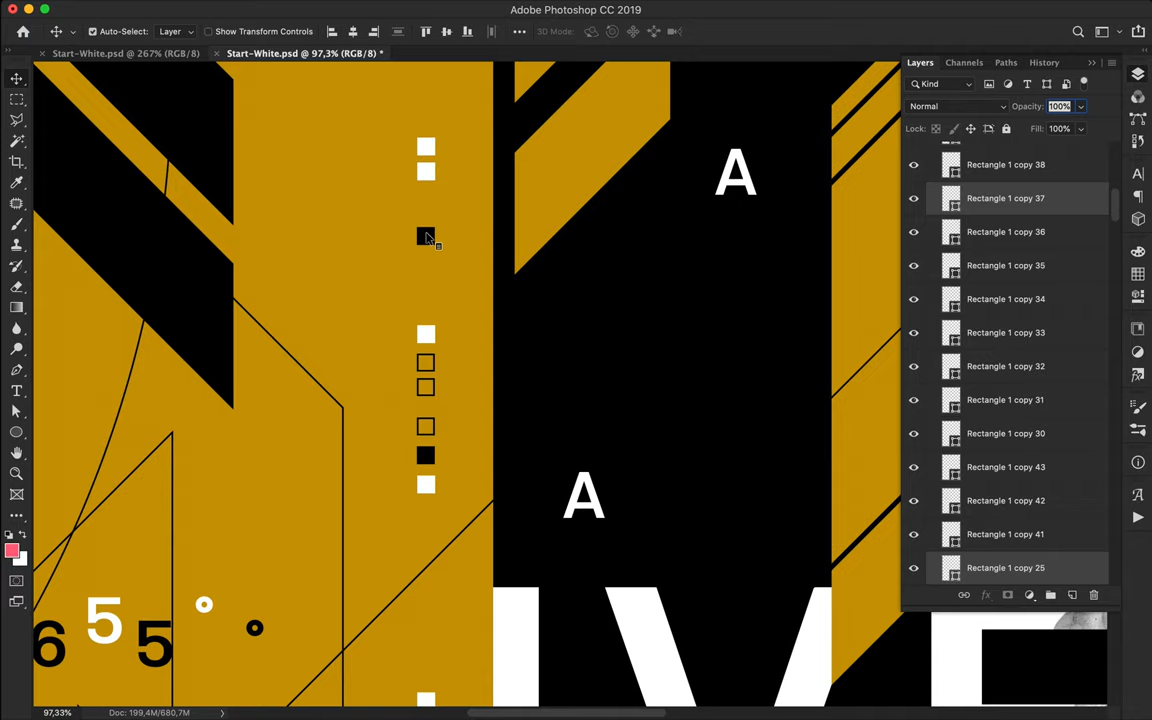 Adobe Photoshop CC 2019
Auto-Select: Layer Show Transform Controls 3D Mode:
Start-White.psd @ 267% (RGB/8) Start-White.psd @ 97,3% (RGB/8) *
Layers Channels Paths History
Kind
Normal Opacity: 100%
Lock: Fill: 100%
Rectangle 1 copy 38
Rectangle 1 copy 37
Rectangle 1 copy 36
Rectangle 1 copy 35
Rectangle 1 copy 34
Rectangle 1 copy 33
Rectangle 1 copy 32
Rectangle 1 copy 31
Rectangle 1 copy 30
Rectangle 1 copy 43
Rectangle 1 copy 42
Rectangle 1 copy 41
Rectangle 1 copy 25
A
A
6 5 5
97,33% Doc: 199,4M/680,7M